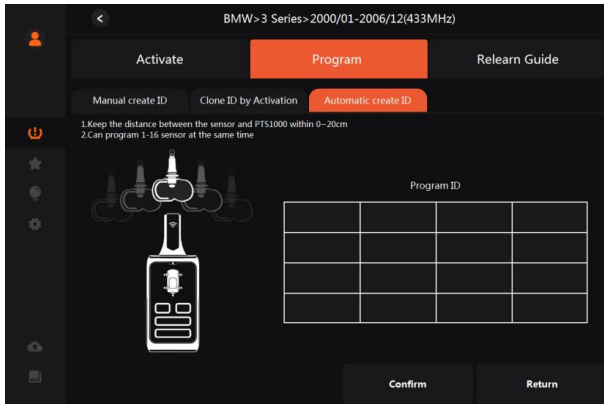 BMW>3 Series>2000/01-2006/12(433MHz)
Activate
Program
Relearn Guide
Manual create ID
Clone ID by Activation
Automatic create ID
1.Keep the distance between the sensor and PTS1000 within 0~20cm
2.Can program 1-16 sensor at the same time
Program ID
Confirm
Return